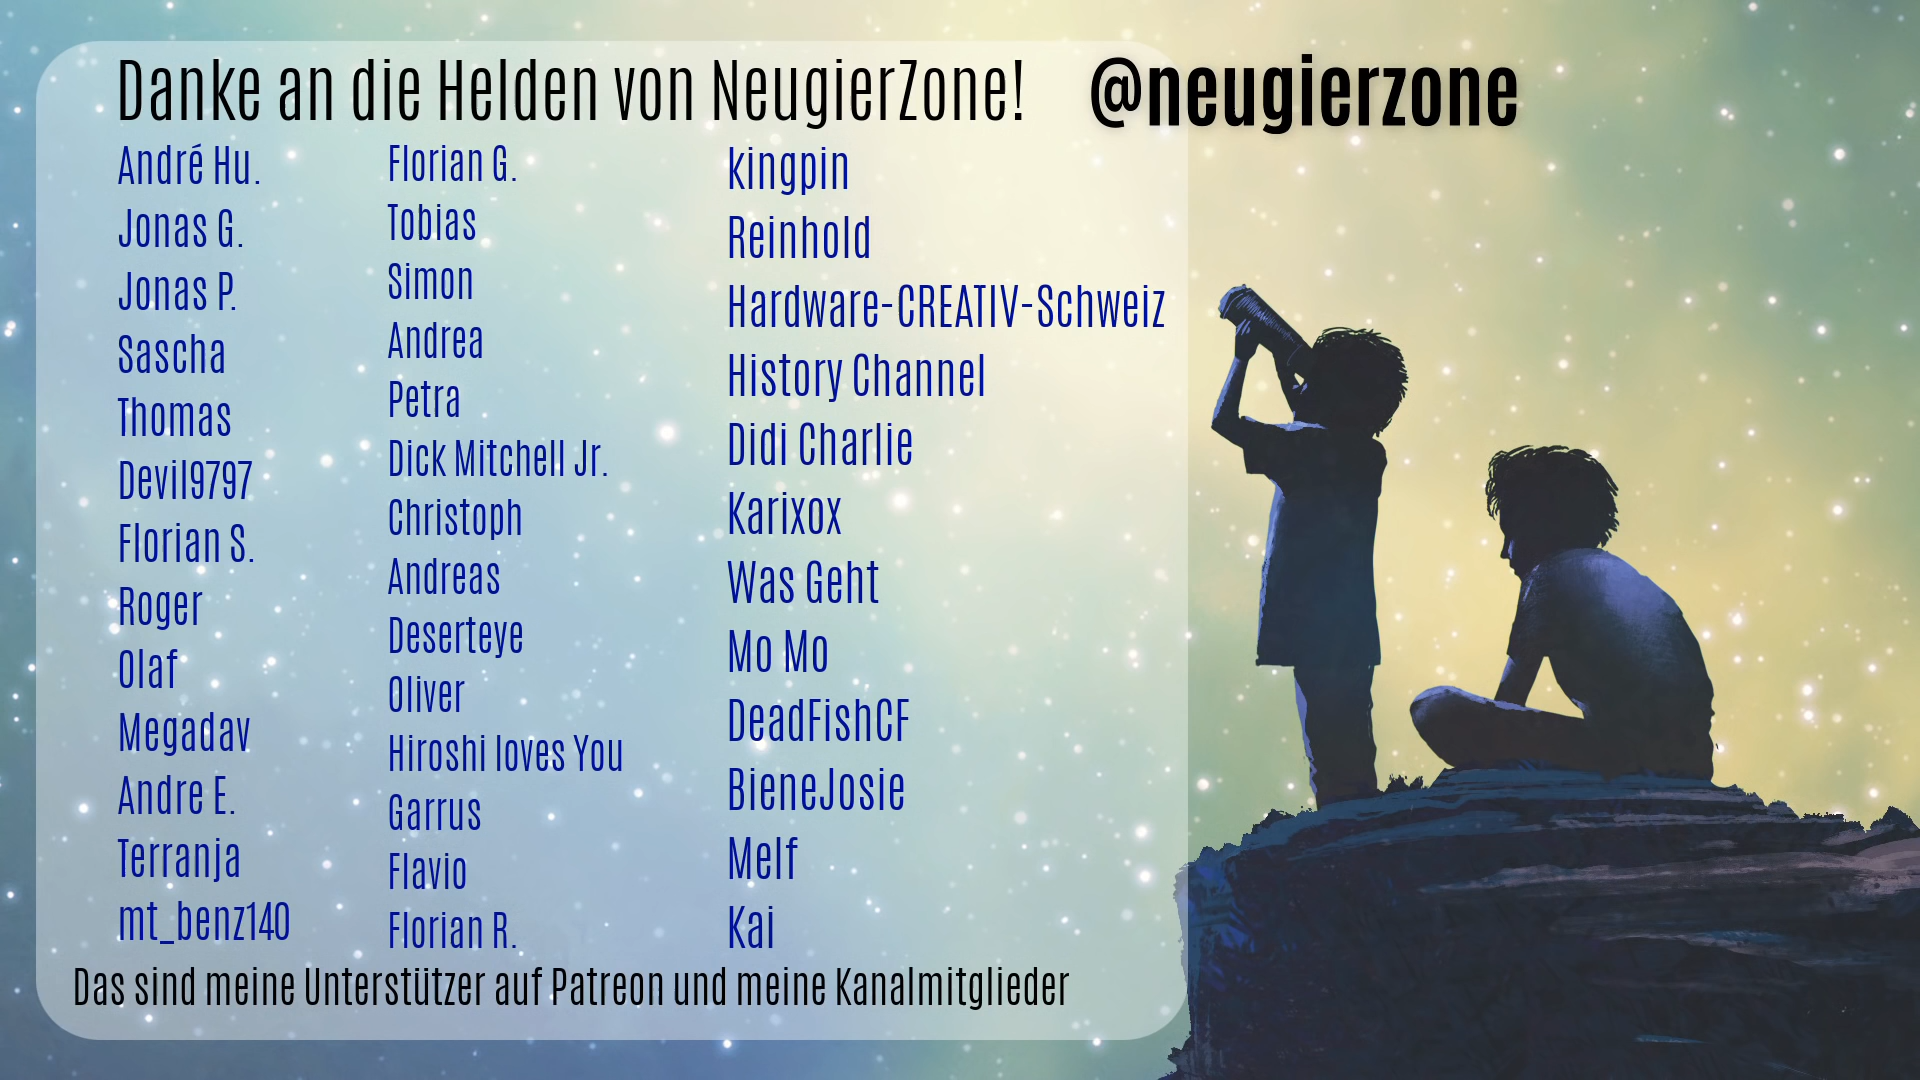 Danke an die Helden von NeugierZone!
@neugierzone
André Hu.
Jonas G.
Jonas P.
Sascha
Thomas
Devil9797
Florian S.
Roger
Olaf
Megadav
Andre E.
Terranja
mt_benz140
Florian G.
Tobias
Simon
Andrea
Petra
Dick Mitchell Jr.
Christoph
Andreas
Deserteye
Oliver
Hiroshi loves You
Garrus
Flavio
Florian R.
kingpin
Reinhold
Hardware-CREATIV-Schweiz
History Channel
Didi Charlie
Karixox
Was Geht
Mo Mo
DeadFishCF
BieneJosie
Melf
Kai
Das sind meine Unterstützer auf Patreon und meine Kanalmitglieder